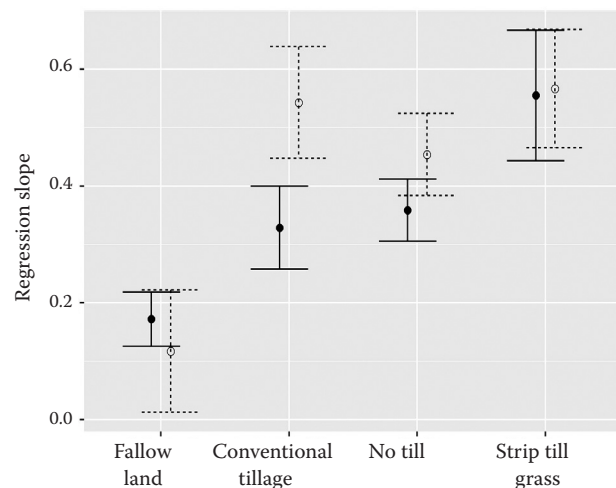 0.6
0.4
0.2
0.0
Regression slope
Fallow land
Conventional tillage
No till
Strip till grass